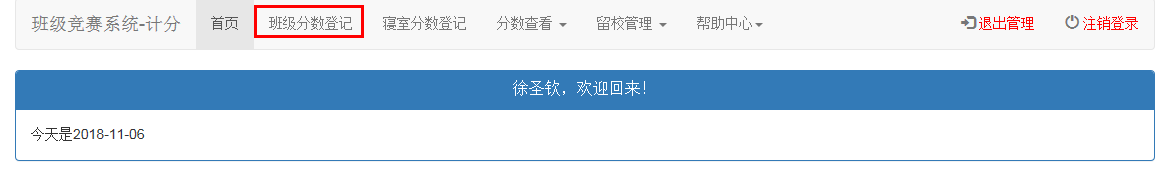 班级竞赛系统-计分 首页 班级分数登记 寝室分数登记 分数查看 留校管理 帮助中心 退出管理 注销登录
徐圣钦，欢迎回来！
今天是2018-11-06